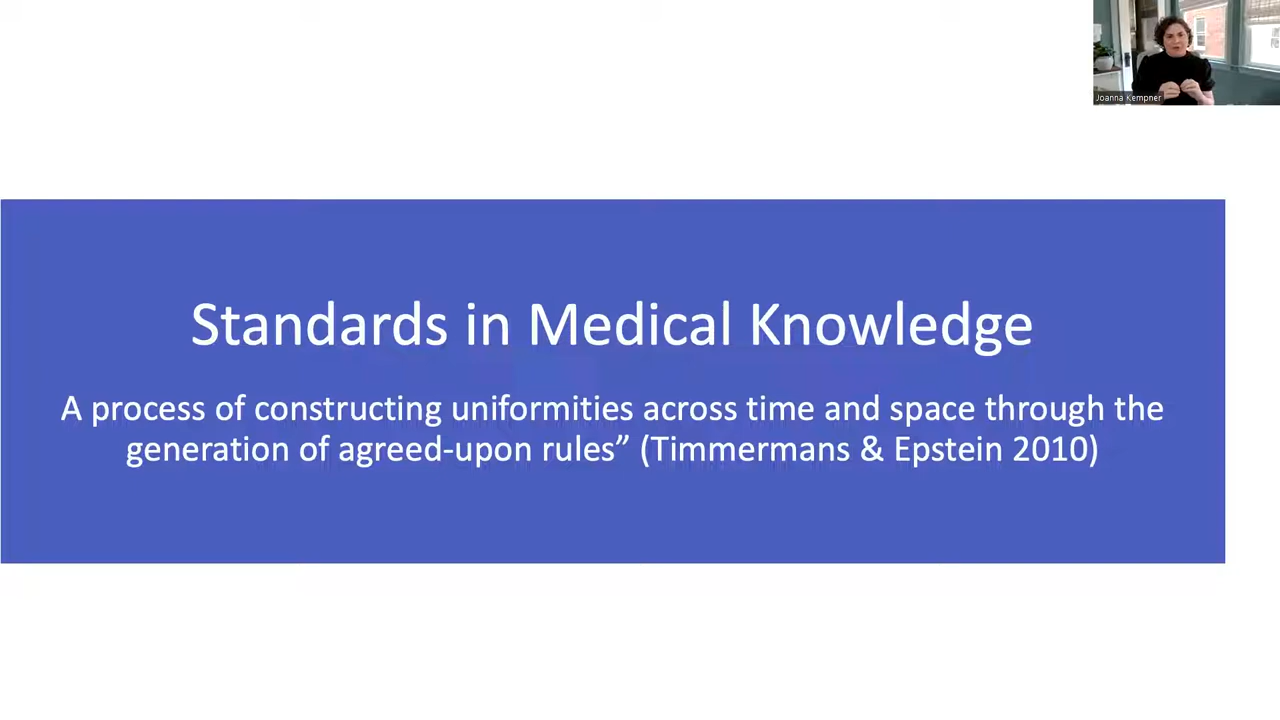 Joanna Kempner
Standards in Medical Knowledge
A process of constructing uniformities across time and space through the
generation of agreed-upon rules” (Timmermans & Epstein 2010)